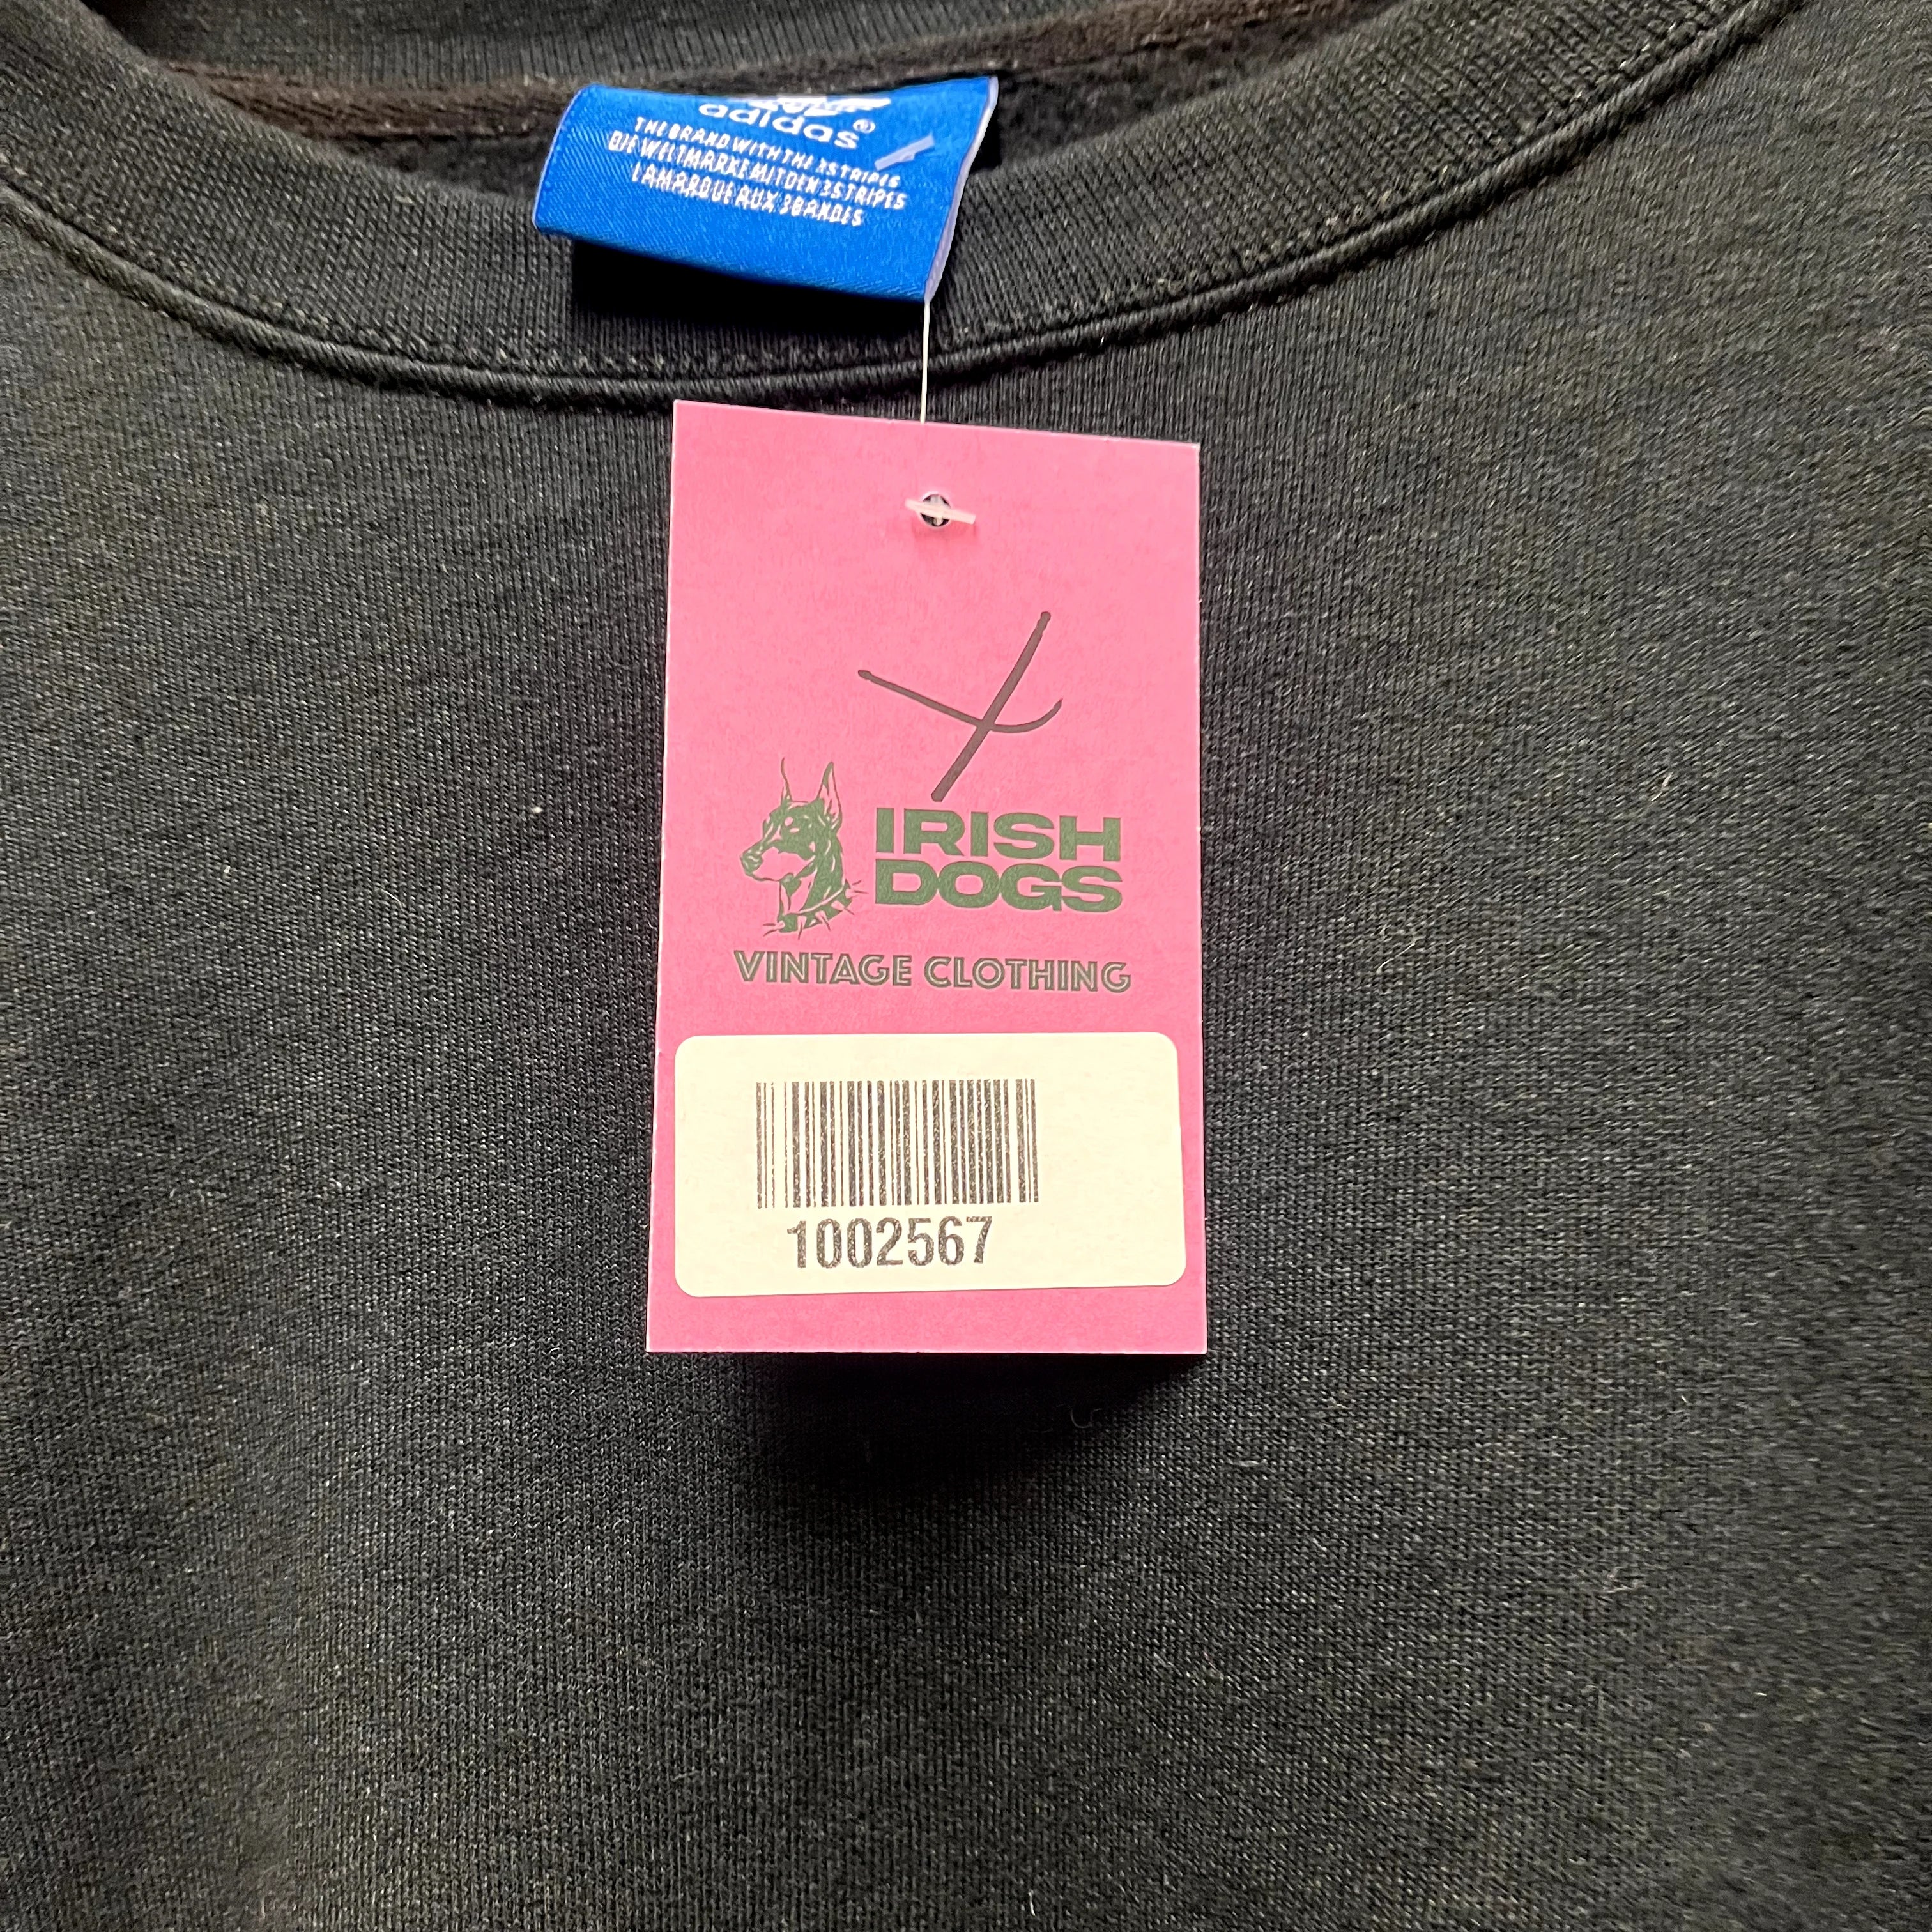 adidas®
THE BRAND WITH THE 3 STRIPES
DIE WELTMARKE MIT DEN 3 STRIPES
LA MARQUE AUX 3 BANDES
IRISH
DOGS
VINTAGE CLOTHING
1002567